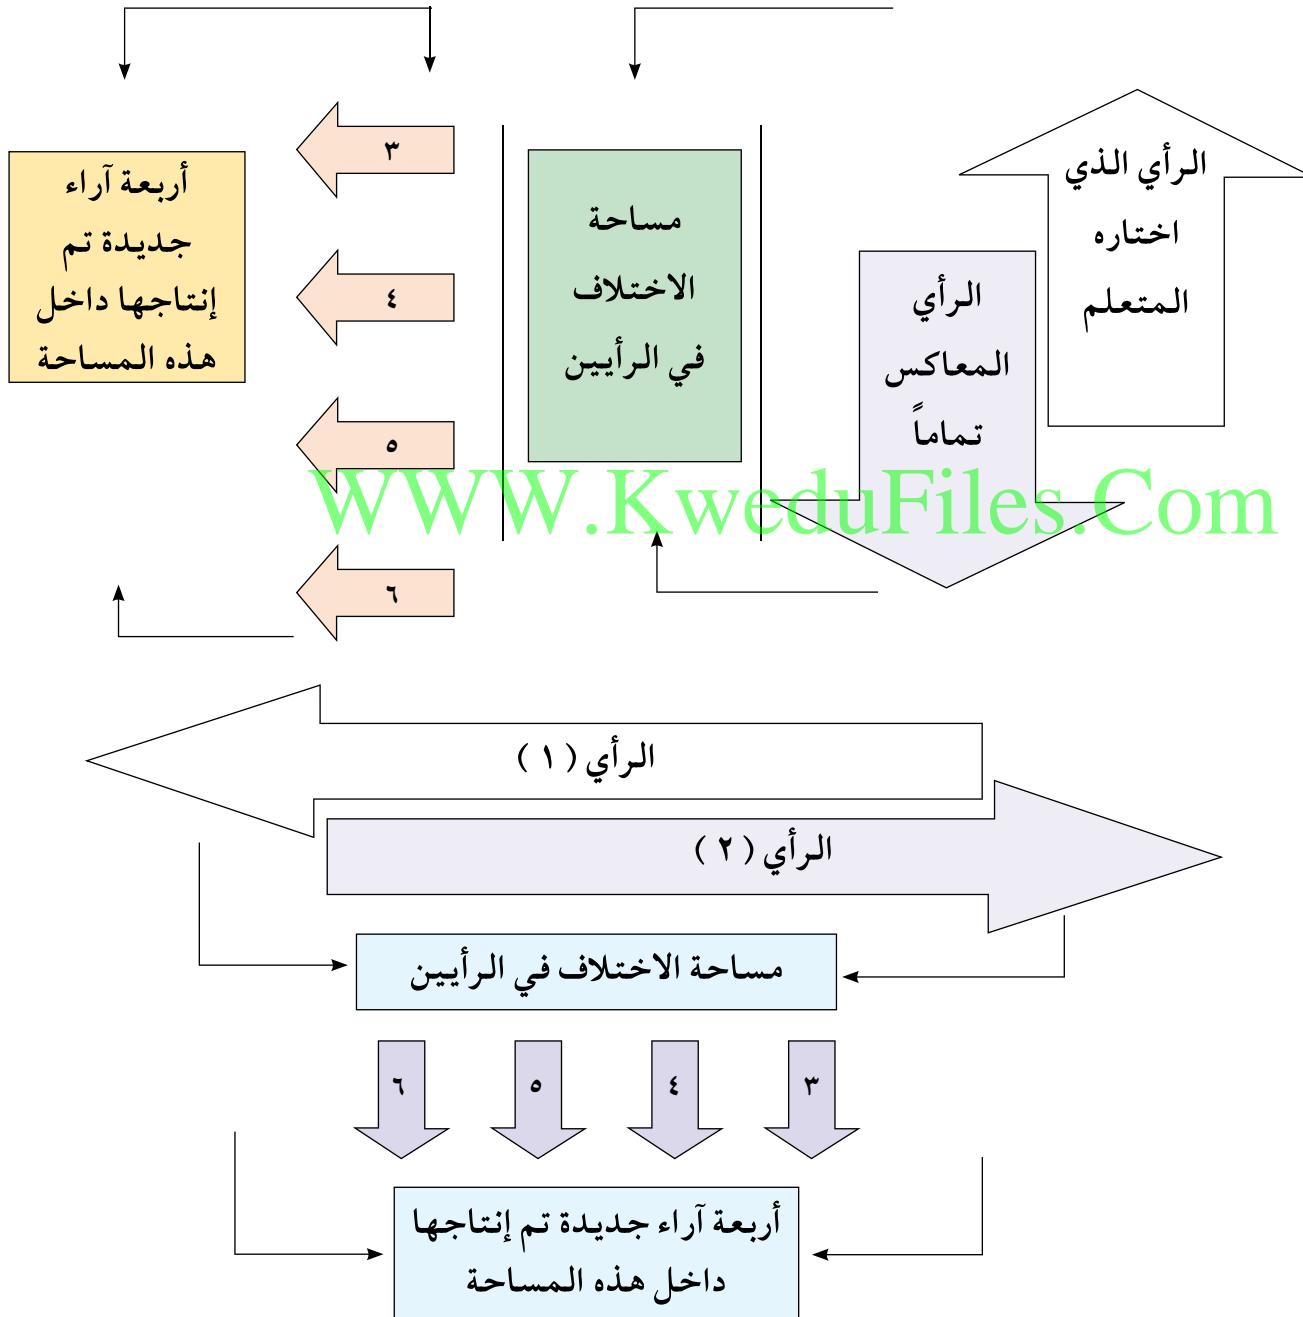 الرأي الذي
اختاره
المتعلم
الرأي
المعاكس
تماماً
مساحة
الاختلاف
في الرأيين
٣
٤
٥
٦
أربعة آراء
جديدة تم
إنتاجها داخل
هذه المساحة
WWW.KweduFiles.Com
الرأي ( ١ )
الرأي ( ٢ )
مساحة الاختلاف في الرأيين
٣ ٤ ٥ ٦
أربعة آراء جديدة تم إنتاجها
داخل هذه المساحة